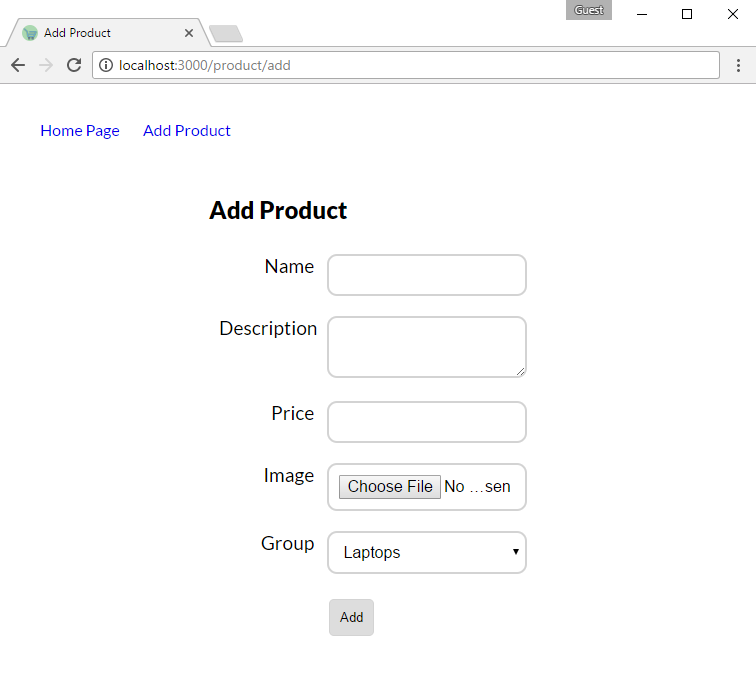 Guest
Add Product
localhost:3000/product/add
Home Page Add Product
Add Product
Name
Description
Price
Image Choose File No ...sen
Group Laptops
Add